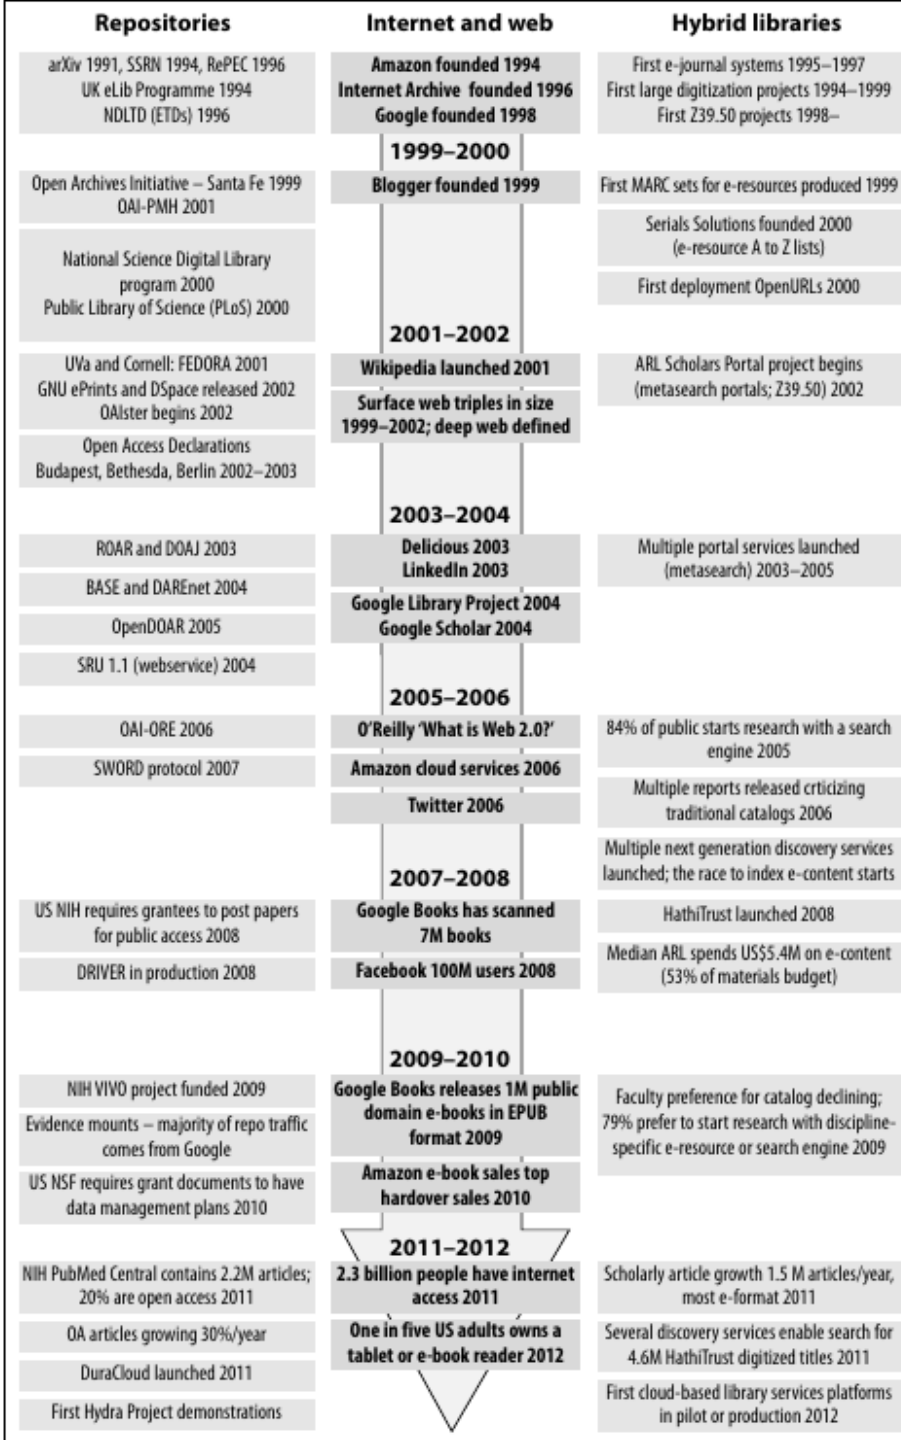 Repositories
Internet and web
Hybrid libraries
arXiv 1991, SSRN 1994, RePEC 1996
UK eLib Programme 1994
NDLTD (ETDs) 1996
Amazon founded 1994
Internet Archive founded 1996
Google founded 1998
First e-journal systems 1995–1997
First large digitization projects 1994–1999
First Z39.50 projects 1998–
1999–2000
Open Archives Initiative – Santa Fe 1999
OAI-PMH 2001
National Science Digital Library
program 2000
Public Library of Science (PLoS) 2000
Blogger founded 1999
First MARC sets for e-resources produced 1999
Serials Solutions founded 2000
(e-resource A to Z lists)
First deployment OpenURLs 2000
2001–2002
UVa and Cornell: FEDORA 2001
GNU ePrints and DSpace released 2002
OAIster begins 2002
Open Access Declarations
Budapest, Bethesda, Berlin 2002–2003
Wikipedia launched 2001
Surface web triples in size
1999–2002; deep web defined
ARL Scholars Portal project begins
(metasearch portals; Z39.50) 2002
2003–2004
ROAR and DOAJ 2003
BASE and DAREnet 2004
OpenDOAR 2005
SRU 1.1 (webservice) 2004
Delicious 2003
LinkedIn 2003
Google Library Project 2004
Google Scholar 2004
Multiple portal services launched
(metasearch) 2003–2005
2005–2006
OAI-ORE 2006
SWORD protocol 2007
O'Reilly 'What is Web 2.0?'
Amazon cloud services 2006
Twitter 2006
84% of public starts research with a search
engine 2005
Multiple reports released crticizing
traditional catalogs 2006
Multiple next generation discovery services
launched; the race to index e-content starts
2007–2008
US NIH requires grantees to post papers
for public access 2008
DRIVER in production 2008
Google Books has scanned
7M books
Facebook 100M users 2008
HathiTrust launched 2008
Median ARL spends US$5.4M on e-content
(53% of materials budget)
2009–2010
NIH VIVO project funded 2009
Evidence mounts – majority of repo traffic
comes from Google
US NSF requires grant documents to have
data management plans 2010
Google Books releases 1M public
domain e-books in EPUB
format 2009
Amazon e-book sales top
hardover sales 2010
Faculty preference for catalog declining;
79% prefer to start research with discipline-
specific e-resource or search engine 2009
2011–2012
NIH PubMed Central contains 2.2M articles;
20% are open access 2011
OA articles growing 30%/year
DuraCloud launched 2011
First Hydra Project demonstrations
2.3 billion people have internet
access 2011
One in five US adults owns a
tablet or e-book reader 2012
Scholarly article growth 1.5 M articles/year,
most e-format 2011
Several discovery services enable search for
4.6M HathiTrust digitized titles 2011
First cloud-based library services platforms
in pilot or production 2012